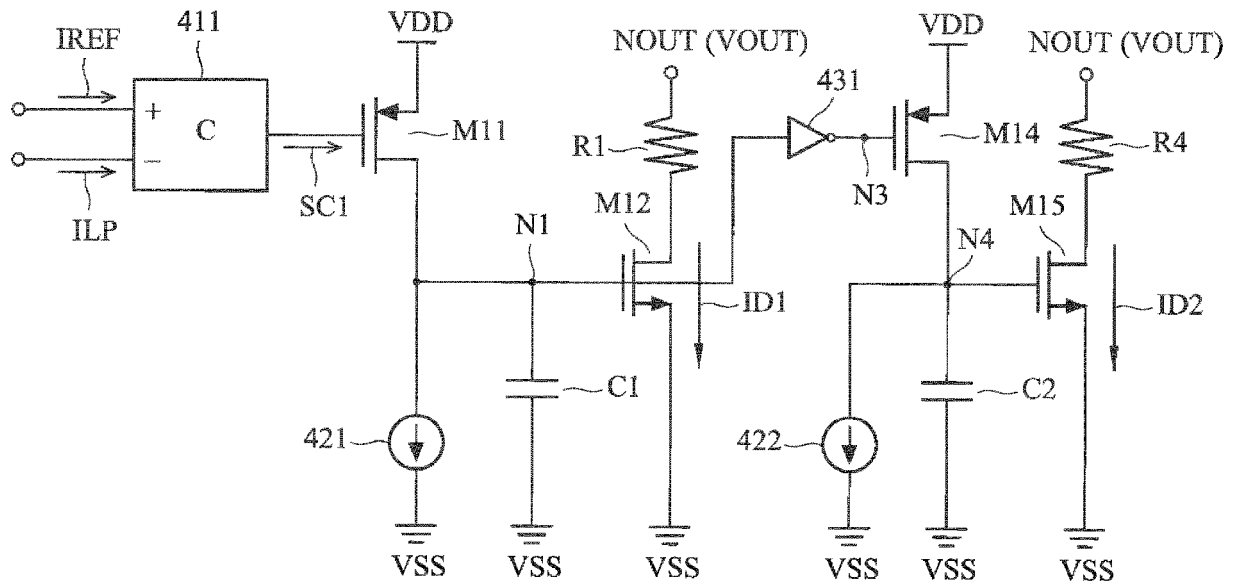 IREF
411
VDD
NOUT (VOUT)
431
VDD
NOUT (VOUT)
+
C
−
M11
R1
M14
R4
SC1
N3
ILP
M12
M15
N1
N4
ID1
ID2
C1
C2
421
422
VSS
VSS
VSS
VSS
VSS
VSS